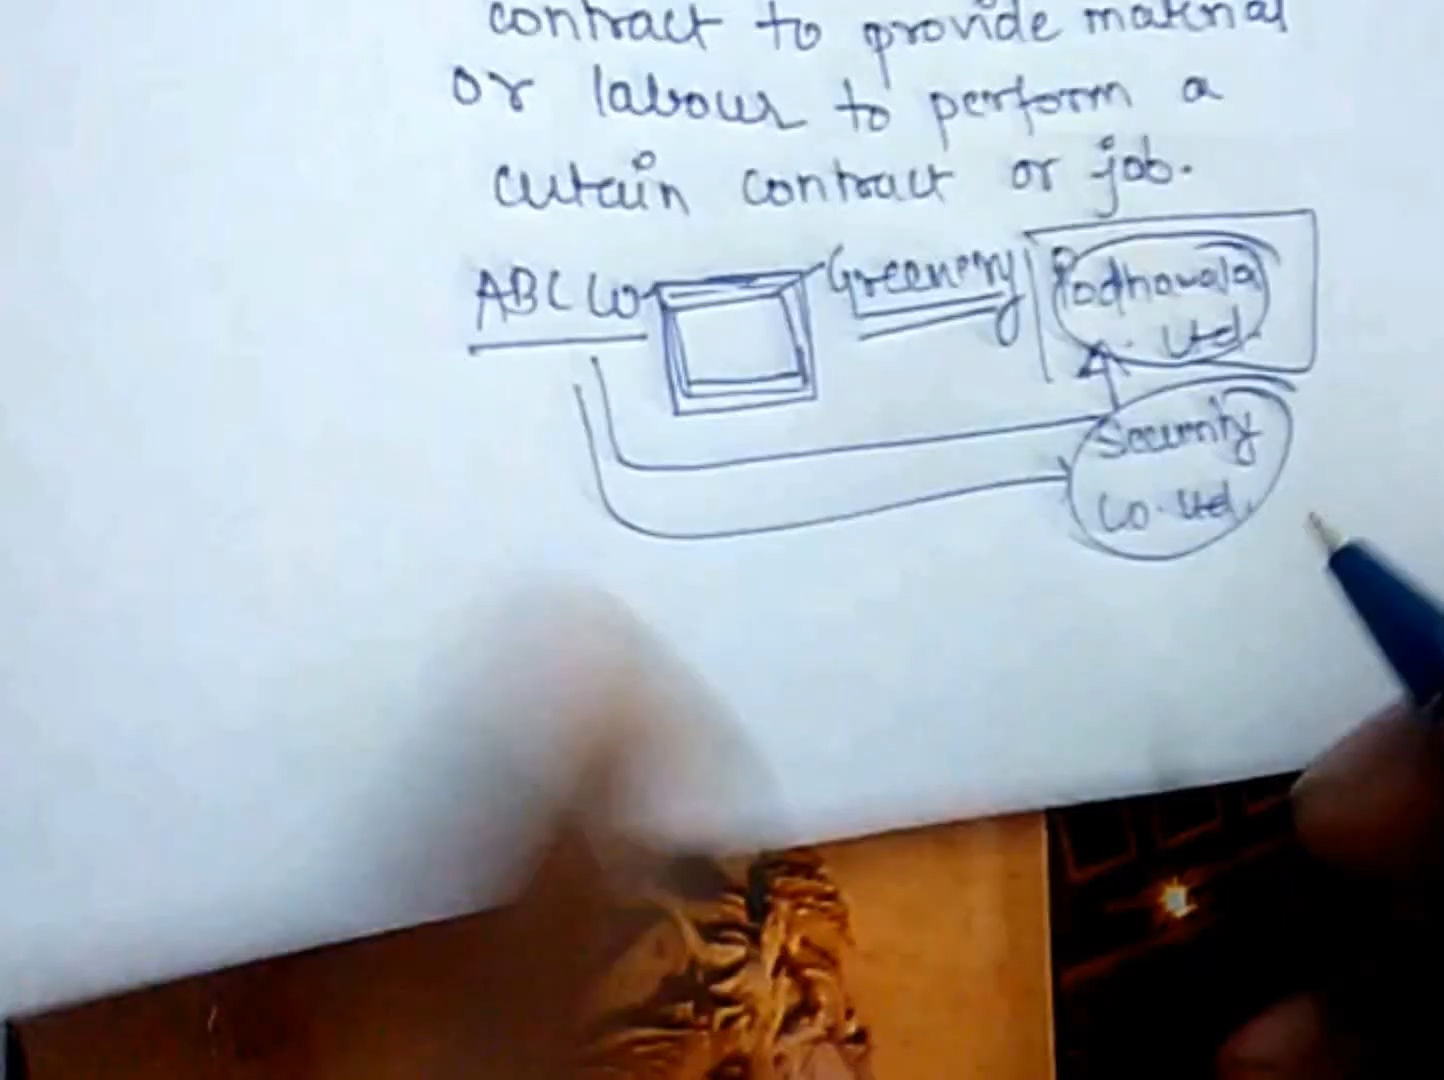 contract to provide material
or labour to perform a
certain contract or job.
ABC Co Greenery Podhawala
Ltd.
Security
Co. Ltd.